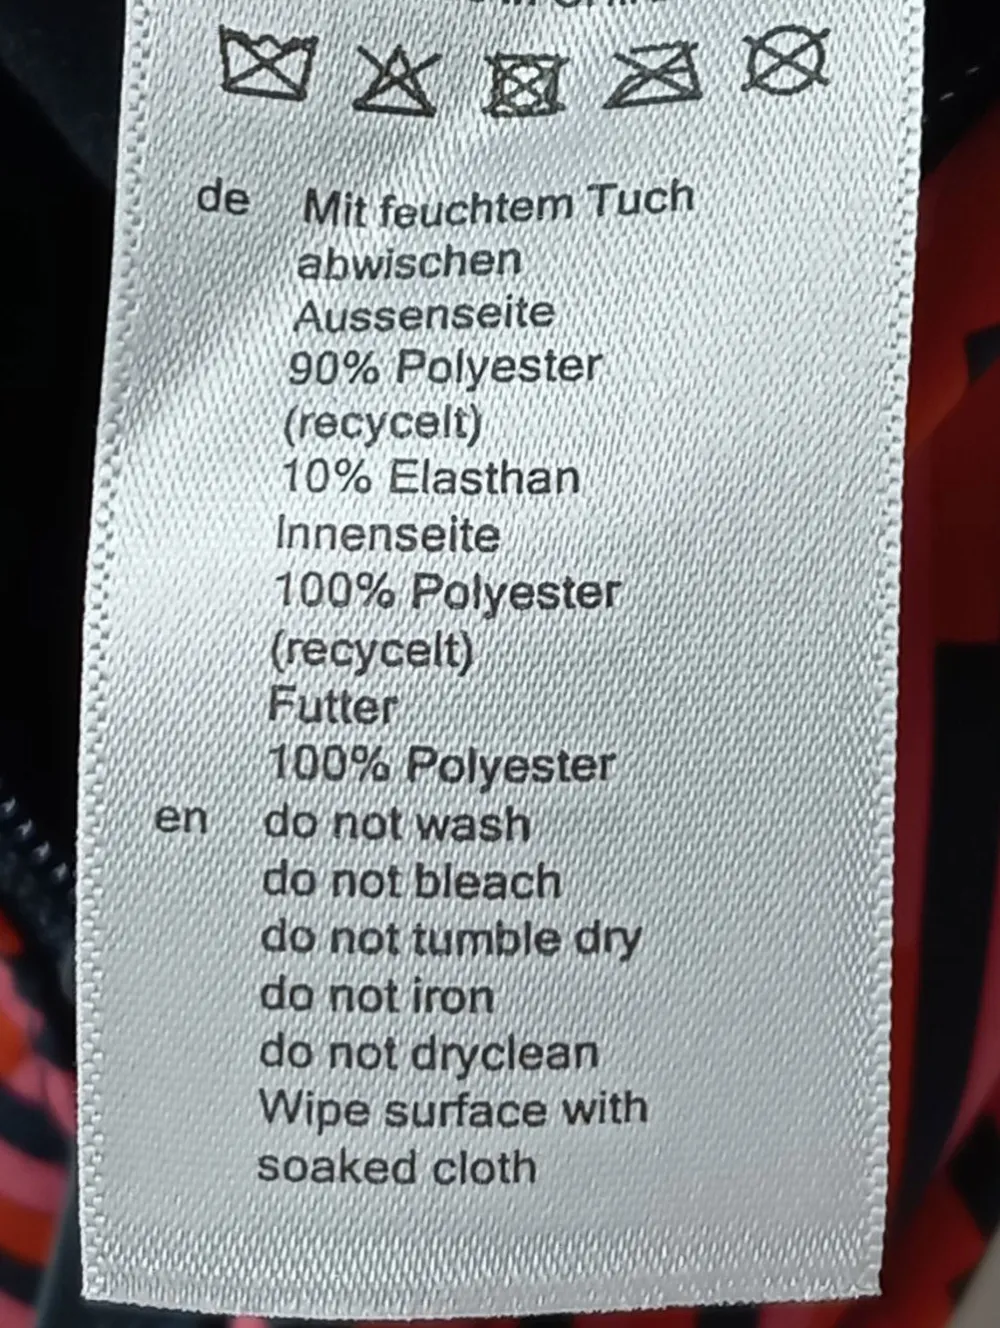 de Mit feuchtem Tuch
abwischen
Aussenseite
90% Polyester
(recycelt)
10% Elasthan
Innenseite
100% Polyester
(recycelt)
Futter
100% Polyester
en do not wash
do not bleach
do not tumble dry
do not iron
do not dryclean
Wipe surface with
soaked cloth